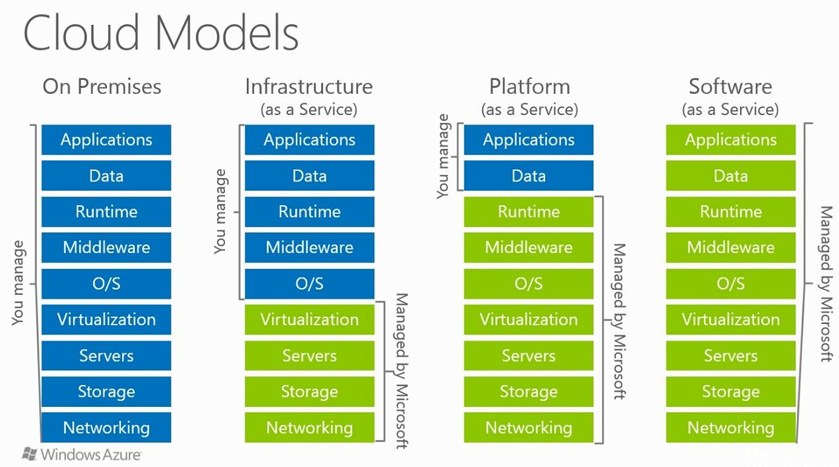 Cloud Models
On Premises
You manage
Applications
Data
Runtime
Middleware
O/S
Virtualization
Servers
Storage
Networking
Infrastructure
(as a Service)
You manage
Applications
Data
Runtime
Middleware
O/S
Virtualization
Servers
Storage
Networking
Managed by Microsoft
Platform
(as a Service)
You manage
Applications
Data
Runtime
Middleware
O/S
Virtualization
Servers
Storage
Networking
Managed by Microsoft
Software
(as a Service)
Applications
Data
Runtime
Middleware
O/S
Virtualization
Servers
Storage
Networking
Managed by Microsoft
Windows Azure